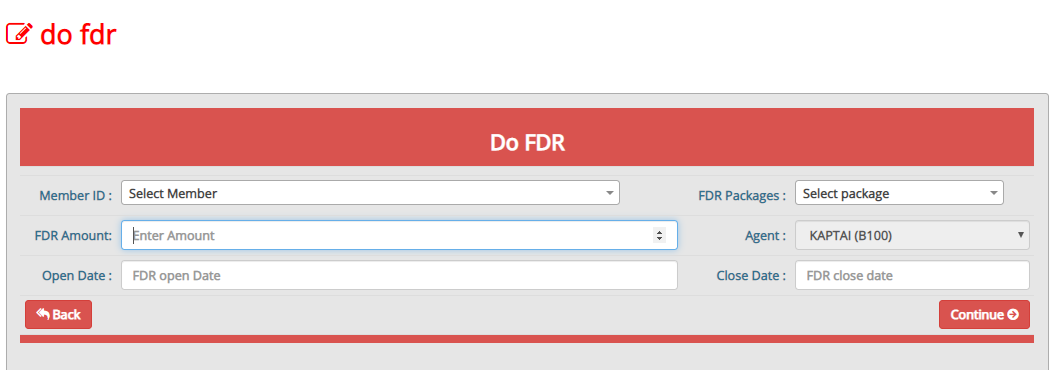 do fdr
Do FDR
Member ID : Select Member FDR Packages : Select package
FDR Amount: Enter Amount Agent : KAPTAI (B100)
Open Date : FDR open Date Close Date : FDR close date
Back Continue